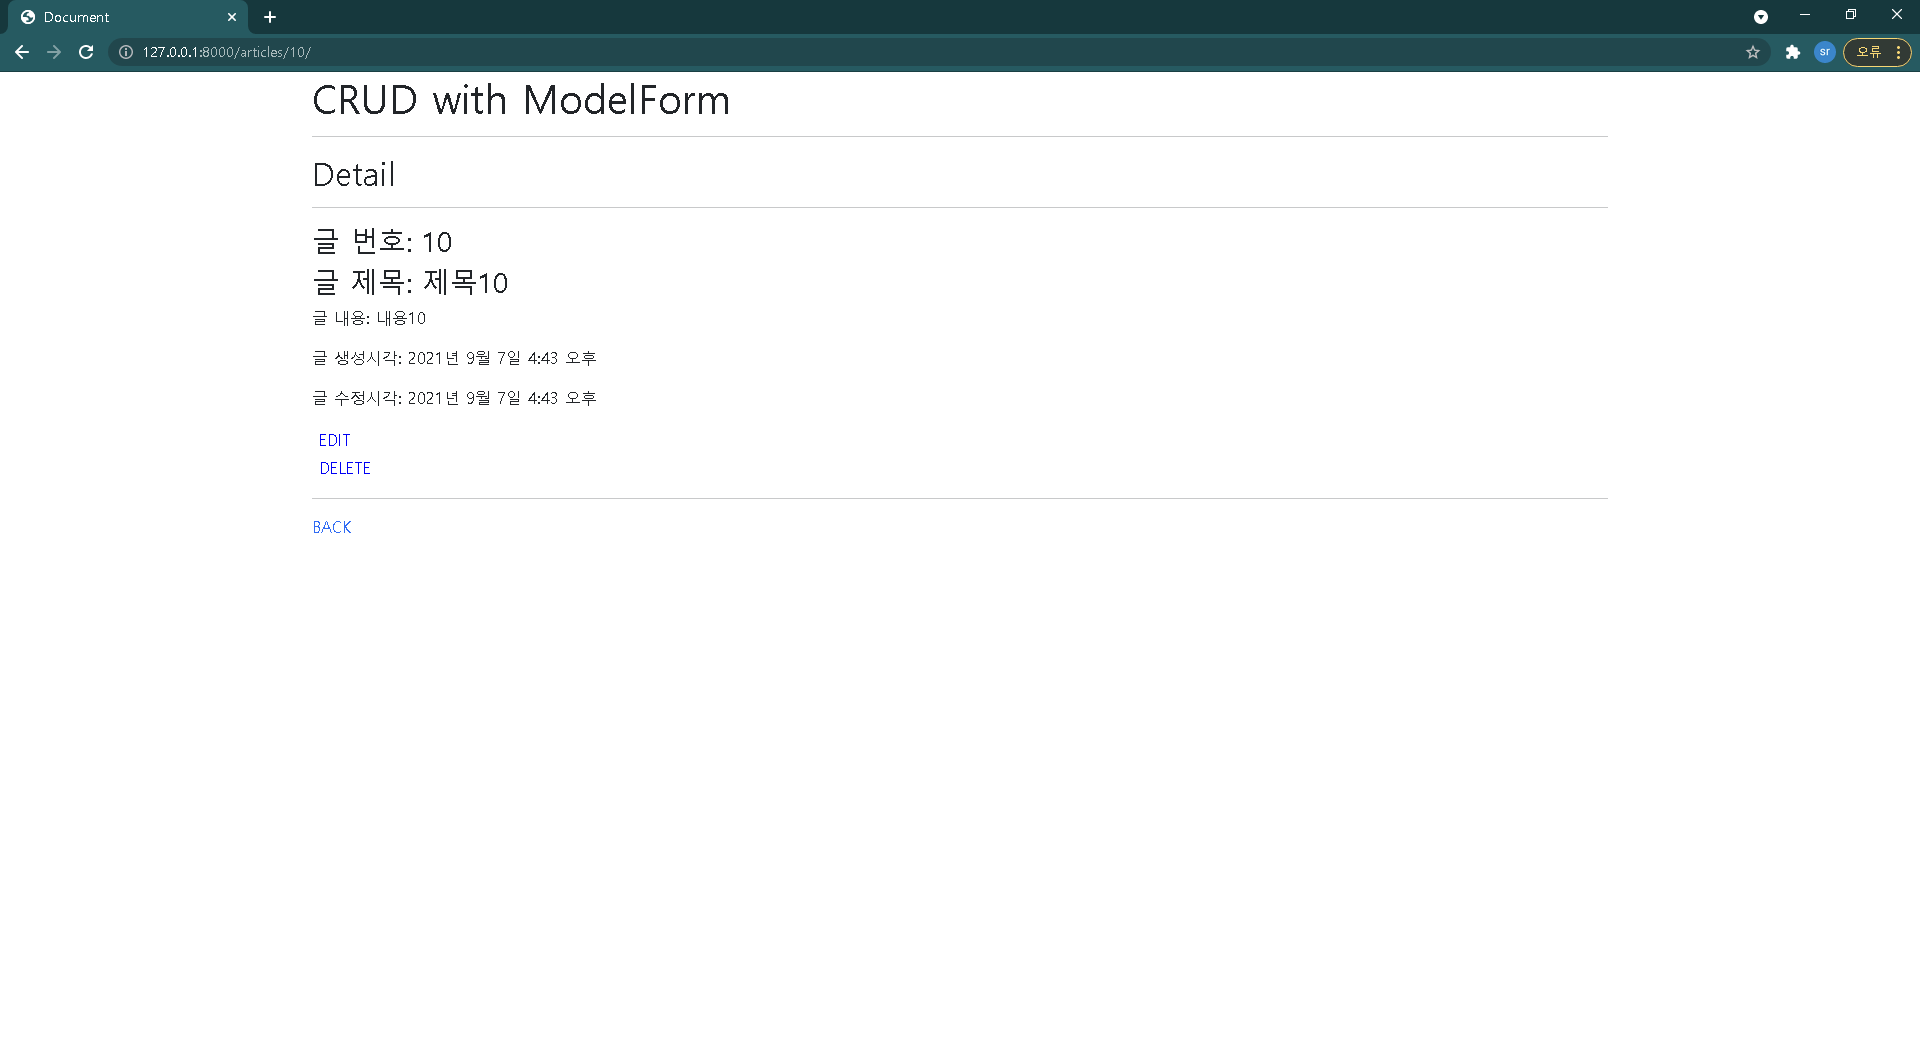 Document
127.0.0.1:8000/articles/10/
sr
오류
CRUD with ModelForm
Detail
글 번호: 10
글 제목: 제목10
글 내용: 내용10
글 생성시각: 2021년 9월 7일 4:43 오후
글 수정시각: 2021년 9월 7일 4:43 오후
EDIT
DELETE
BACK